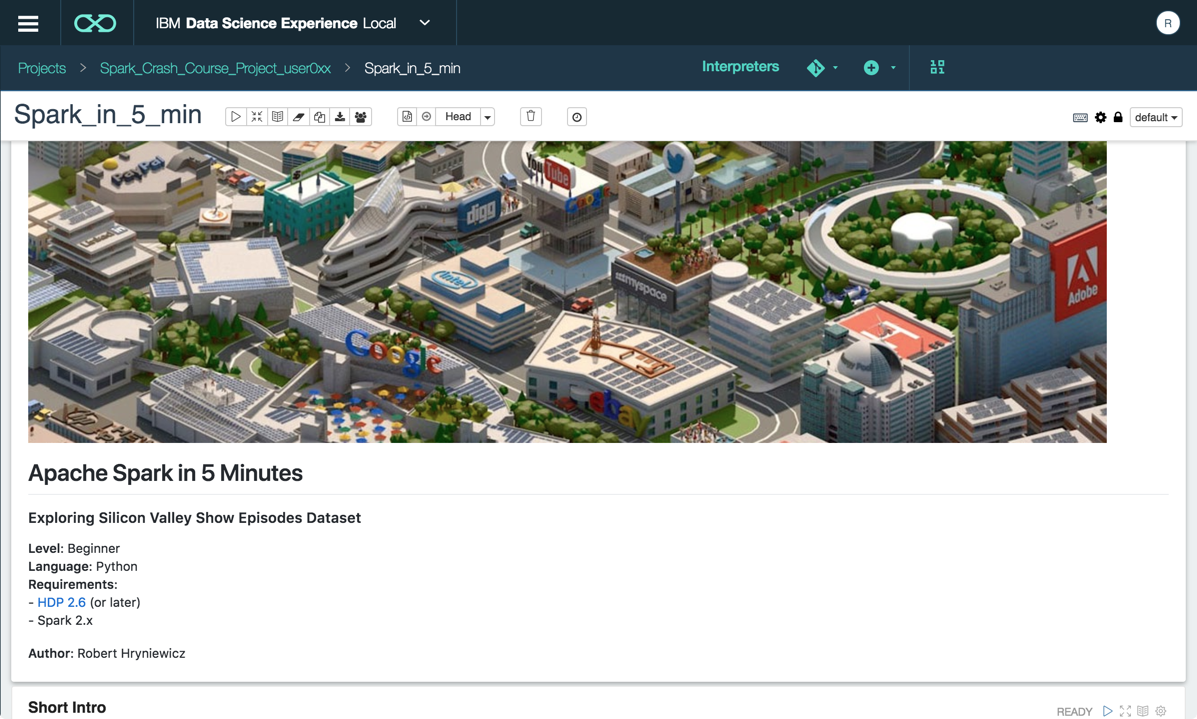 IBM Data Science Experience Local
R
Projects > Spark_Crash_Course_Project_user0xx > Spark_in_5_min
Interpreters
Spark_in_5_min
Head
default
PayPal
YouTube
Google
digg
intel
myspace
Adobe
Google
ebay
Apache Spark in 5 Minutes
Exploring Silicon Valley Show Episodes Dataset
Level: Beginner
Language: Python
Requirements:
- HDP 2.6 (or later)
- Spark 2.x
Author: Robert Hryniewicz
Short Intro
READY